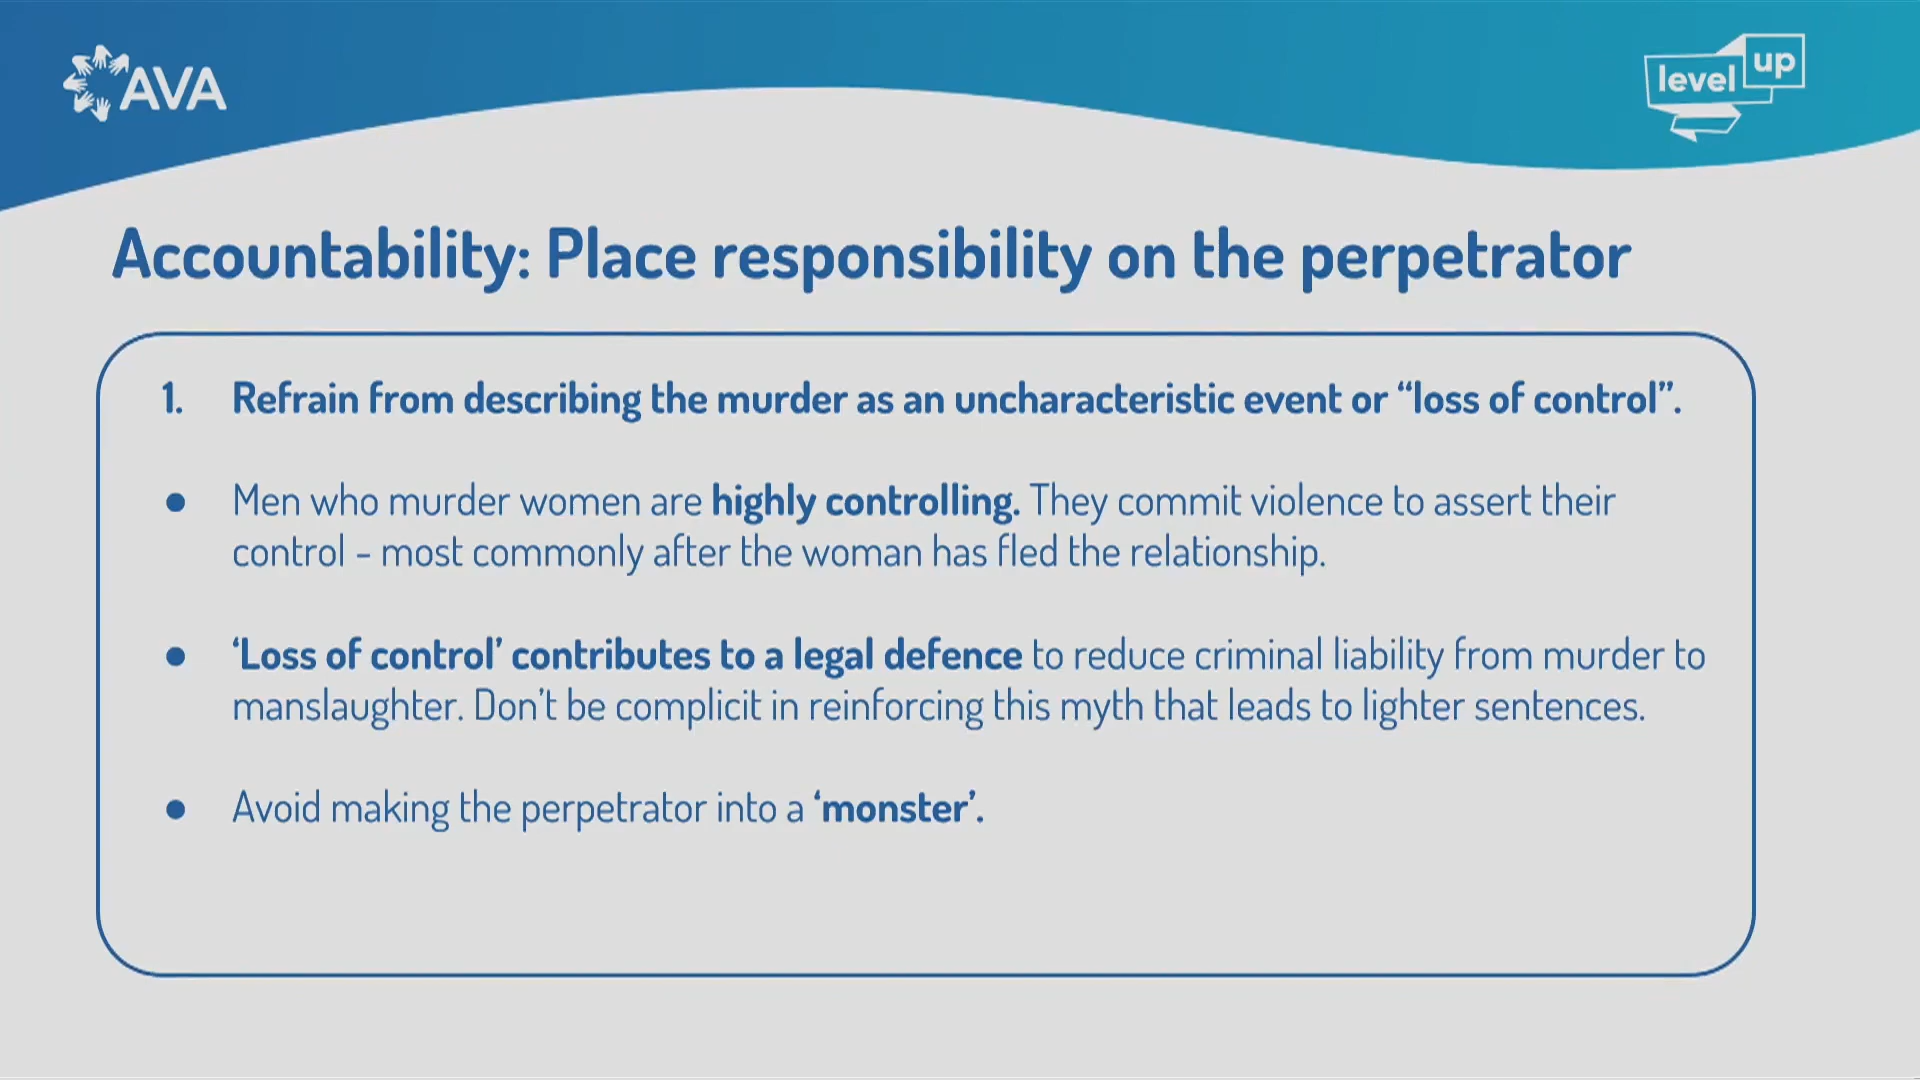 AVA
level up
Accountability: Place responsibility on the perpetrator
1. Refrain from describing the murder as an uncharacteristic event or “loss of control”.
● Men who murder women are highly controlling. They commit violence to assert their
control - most commonly after the woman has fled the relationship.
● ‘Loss of control’ contributes to a legal defence to reduce criminal liability from murder to
manslaughter. Don’t be complicit in reinforcing this myth that leads to lighter sentences.
● Avoid making the perpetrator into a ‘monster’.